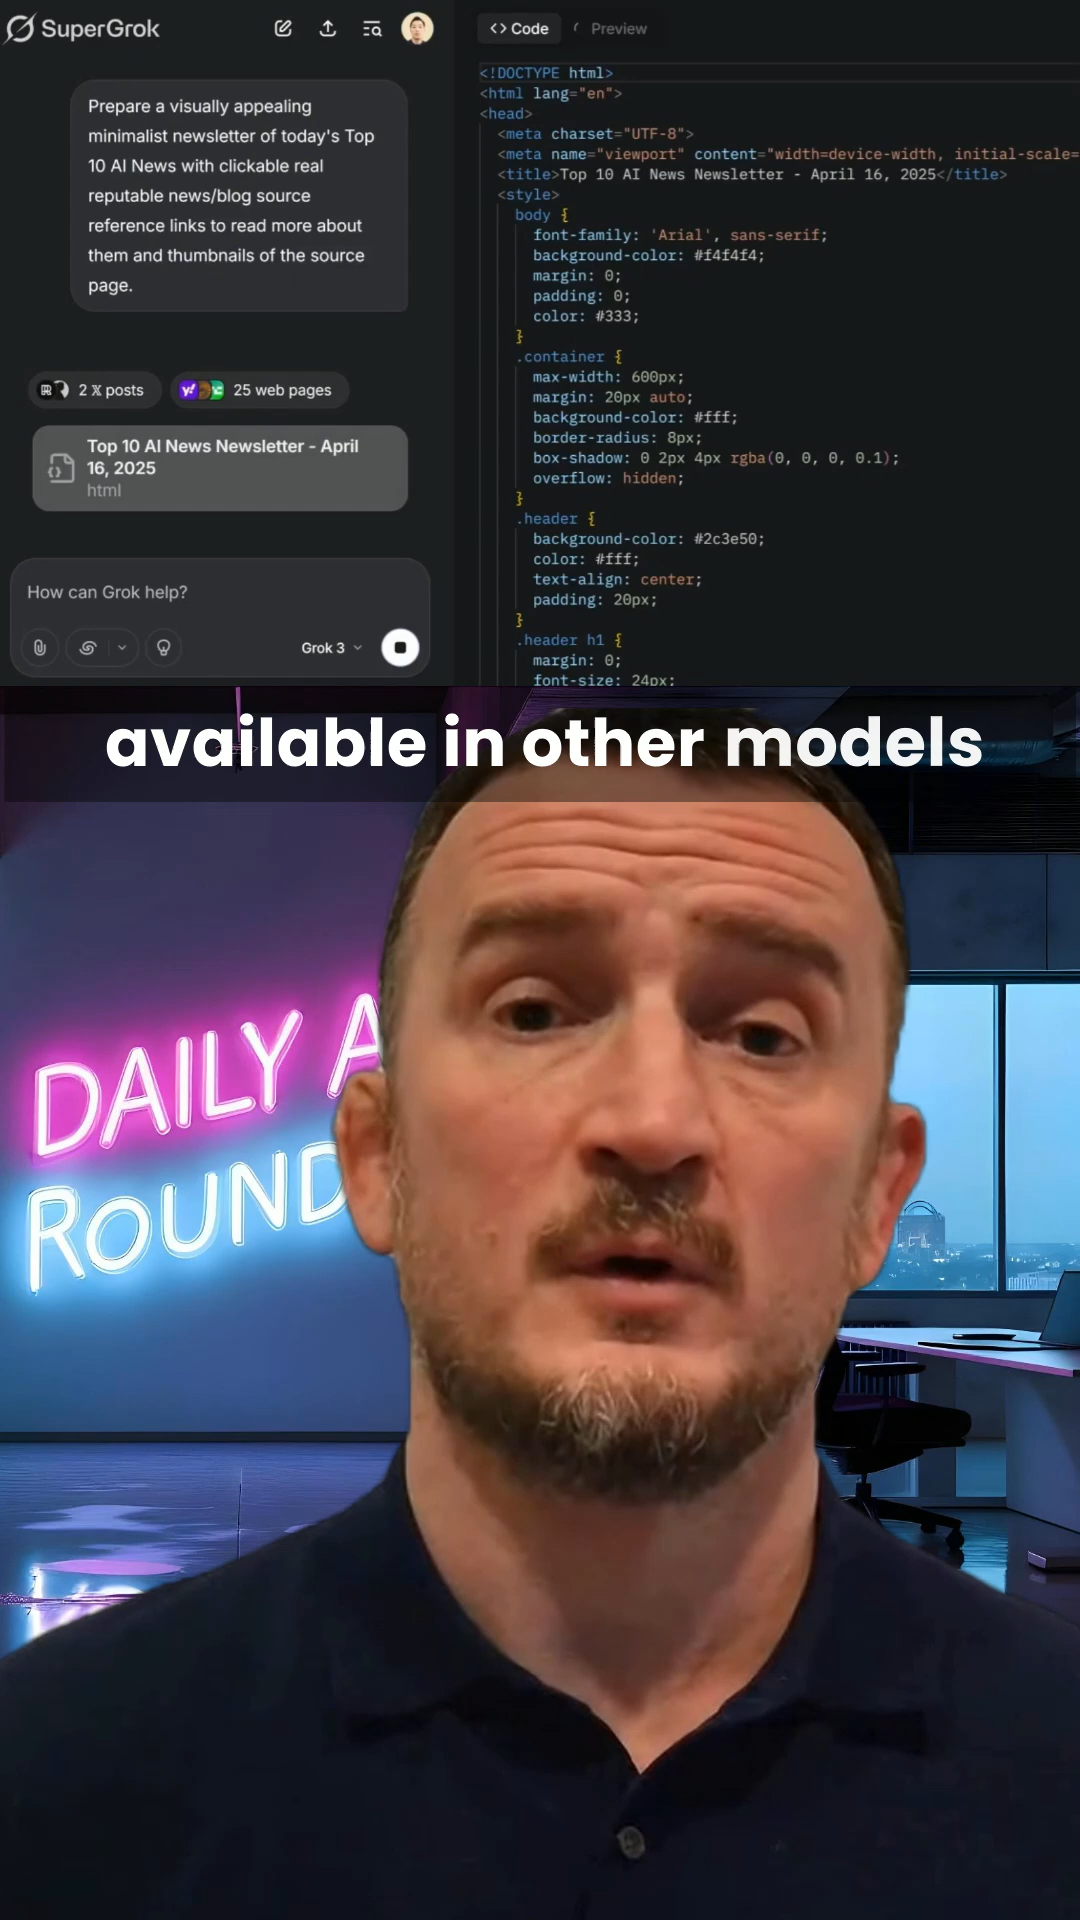 SuperGrok
Prepare a visually appealing
minimalist newsletter of today's Top
10 AI News with clickable real
reputable news/blog source
reference links to read more about
them and thumbnails of the source
page.
2 𝕏 posts
25 web pages
Top 10 AI News Newsletter - April
16, 2025
html
How can Grok help?
Grok 3
<> Code
Preview
<!DOCTYPE html>
<html lang="en">
<head>
<meta charset="UTF-8">
<meta name="viewport" content="width=device-width, initial-scale=
<title>Top 10 AI News Newsletter - April 16, 2025</title>
<style>
body {
font-family: 'Arial', sans-serif;
background-color: #f4f4f4;
margin: 0;
padding: 0;
color: #333;
}
.container {
max-width: 600px;
margin: 20px auto;
background-color: #fff;
border-radius: 8px;
box-shadow: 0 2px 4px rgba(0, 0, 0, 0.1);
overflow: hidden;
}
.header {
background-color: #2c3e50;
color: #fff;
text-align: center;
padding: 20px;
}
.header h1 {
margin: 0;
font-size: 24px;
available in other models
DAILY A
ROUND